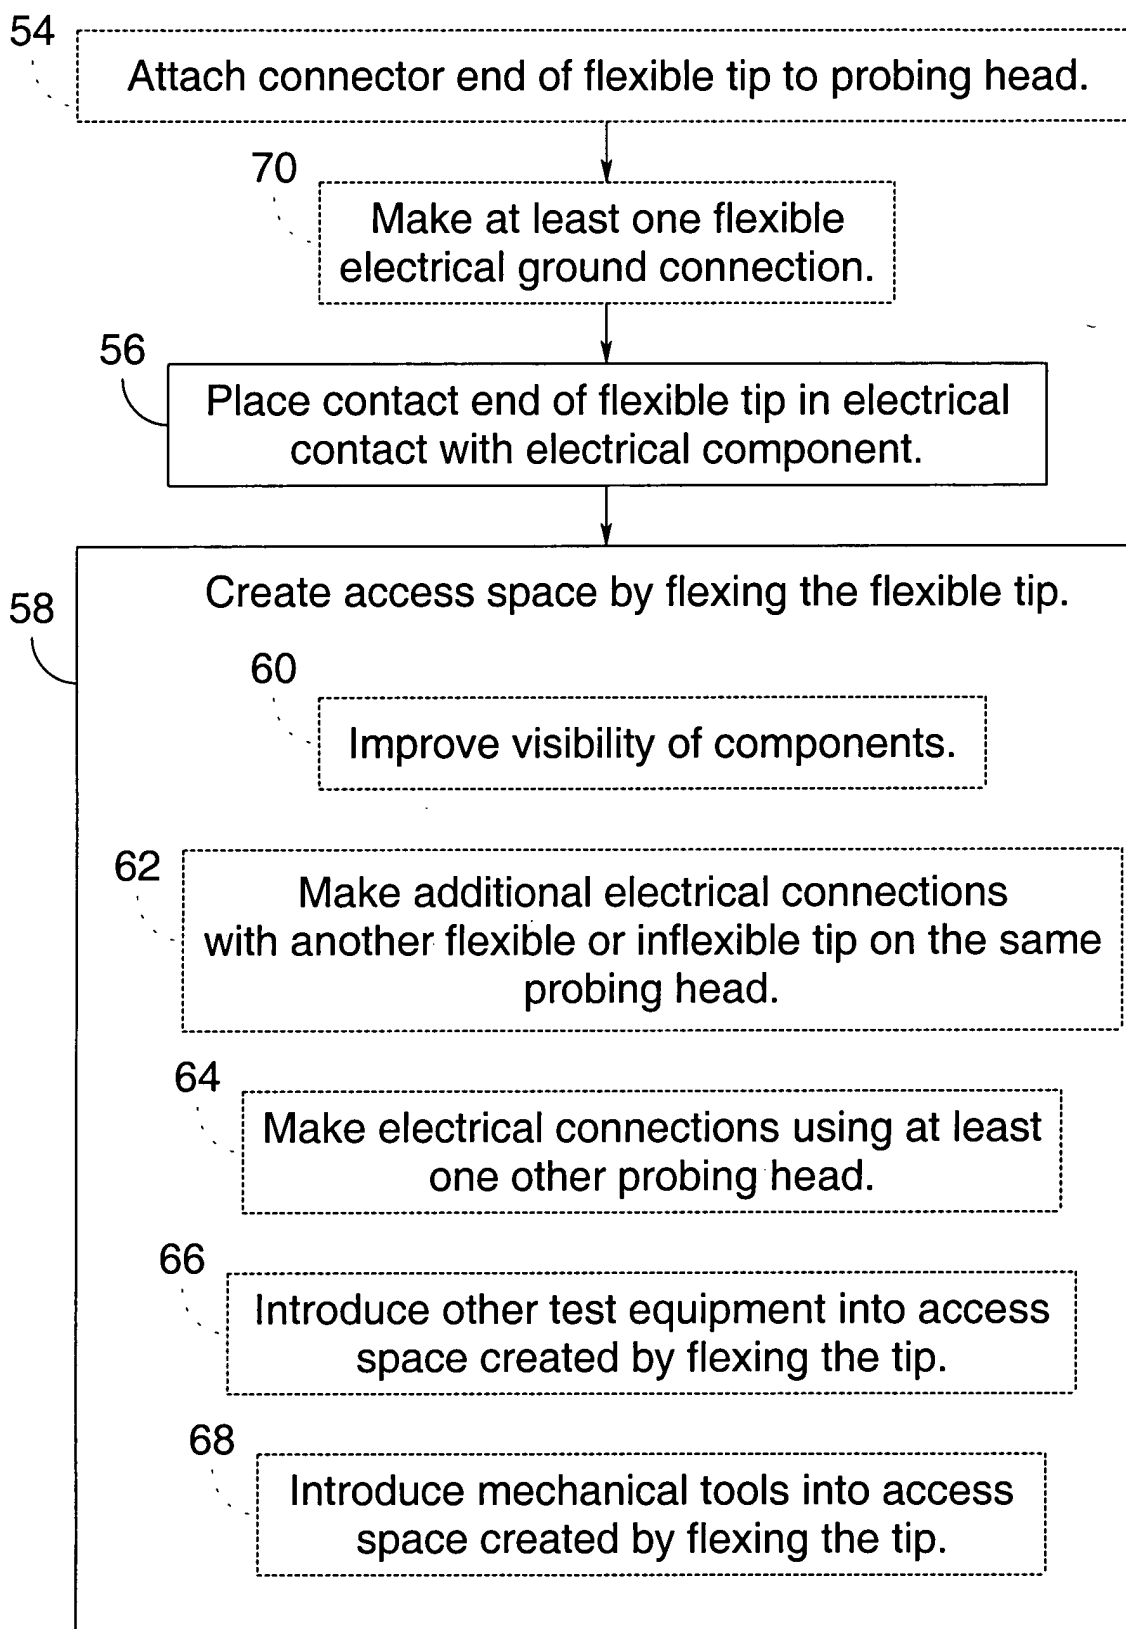 54
Attach connector end of flexible tip to probing head.
70
Make at least one flexible
electrical ground connection.
56
Place contact end of flexible tip in electrical
contact with electrical component.
58
Create access space by flexing the flexible tip.
60
Improve visibility of components.
62
Make additional electrical connections
with another flexible or inflexible tip on the same
probing head.
64
Make electrical connections using at least
one other probing head.
66
Introduce other test equipment into access
space created by flexing the tip.
68
Introduce mechanical tools into access
space created by flexing the tip.